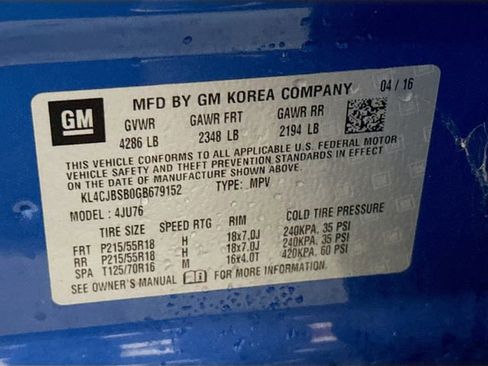 GM
MFD BY GM KOREA COMPANY 04 / 16
GVWR GAWR FRT GAWR RR
4286 LB 2348 LB 2194 LB
THIS VEHICLE CONFORMS TO ALL APPLICABLE U.S. FEDERAL MOTOR
VEHICLE SAFETY AND THEFT PREVENTION STANDARDS IN EFFECT
ON THE DATE OF MANUFACTURE SHOWN ABOVE.
KL4CJBSB0GB679152 TYPE: MPV
MODEL: 4JU76
TIRE SIZE SPEED RTG RIM COLD TIRE PRESSURE
FRT P215/55R18 H 18x7.0J 240KPA, 35 PSI
RR P215/55R18 H 18x7.0J 240KPA, 35 PSI
SPA T125/70R16 M 16x4.0T 420KPA, 60 PSI
SEE OWNER'S MANUAL FOR MORE INFORMATION.